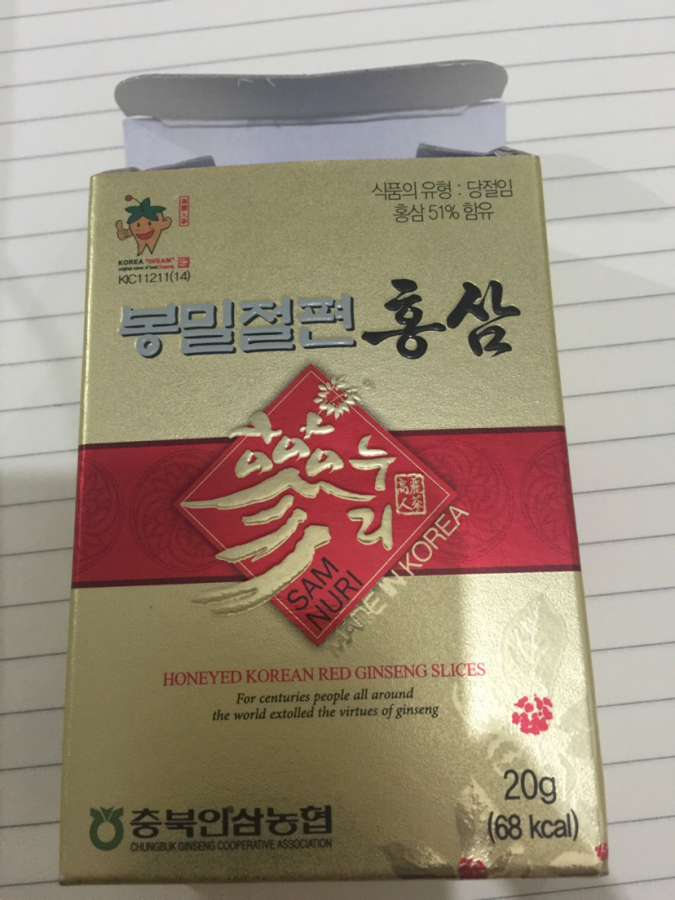 식품의 유형 : 당절임
홍삼 51% 함유
KOREA "INSAM"
KIC11211(14)
봉밀절편 홍삼
누리
SAM
NURI
MADE IN KOREA
HONEYED KOREAN RED GINSENG SLICES
For centuries people all around
the world extolled the virtues of ginseng
20g
(68 kcal)
충북인삼농협
CHUNGBUK GINSENG COOPERATIVE ASSOCIATION